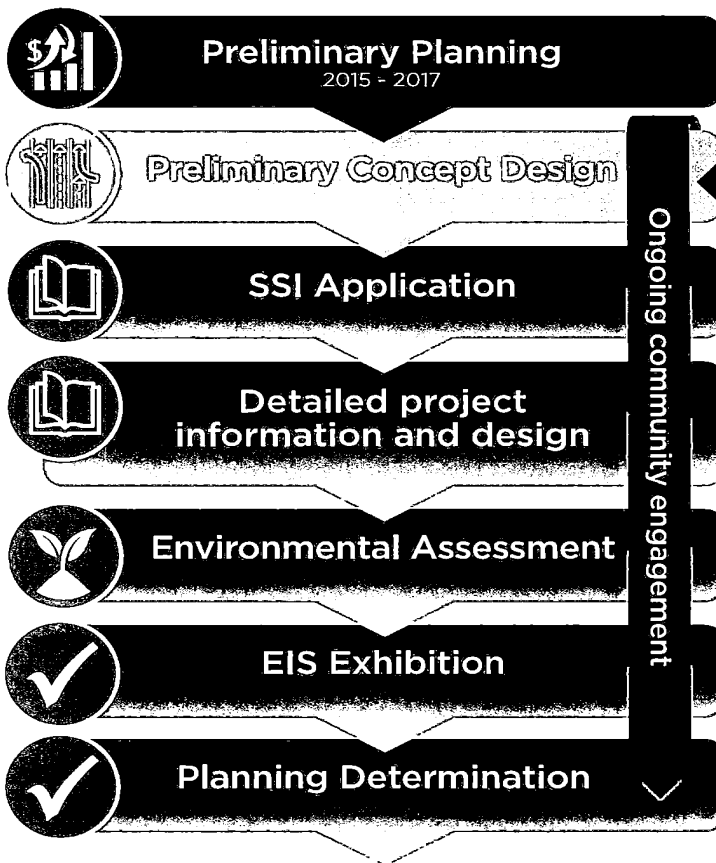 Preliminary Planning
2015 - 2017
Preliminary Concept Design
SSI Application
Detailed project
information and design
Environmental Assessment
EIS Exhibition
Planning Determination
Ongoing community engagement